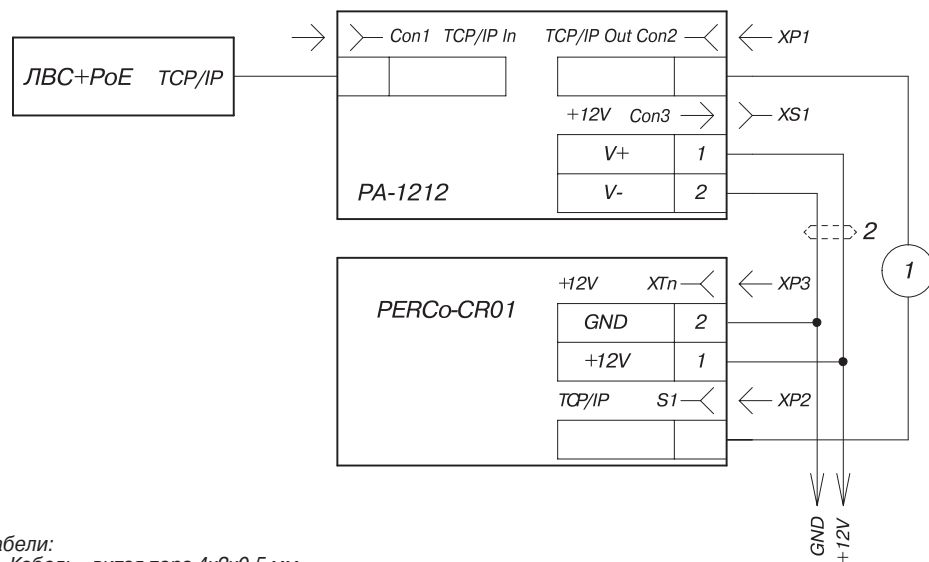 ЛВС+PoE TCP/IP
Con1 TCP/IP In
TCP/IP Out Con2
XP1
+12V Con3
XS1
V+ 1
V- 2
PA-1212
2
1
PERCo-CR01
+12V XTn
XP3
GND 2
+12V 1
TCP/IP S1
XP2
GND
+12V